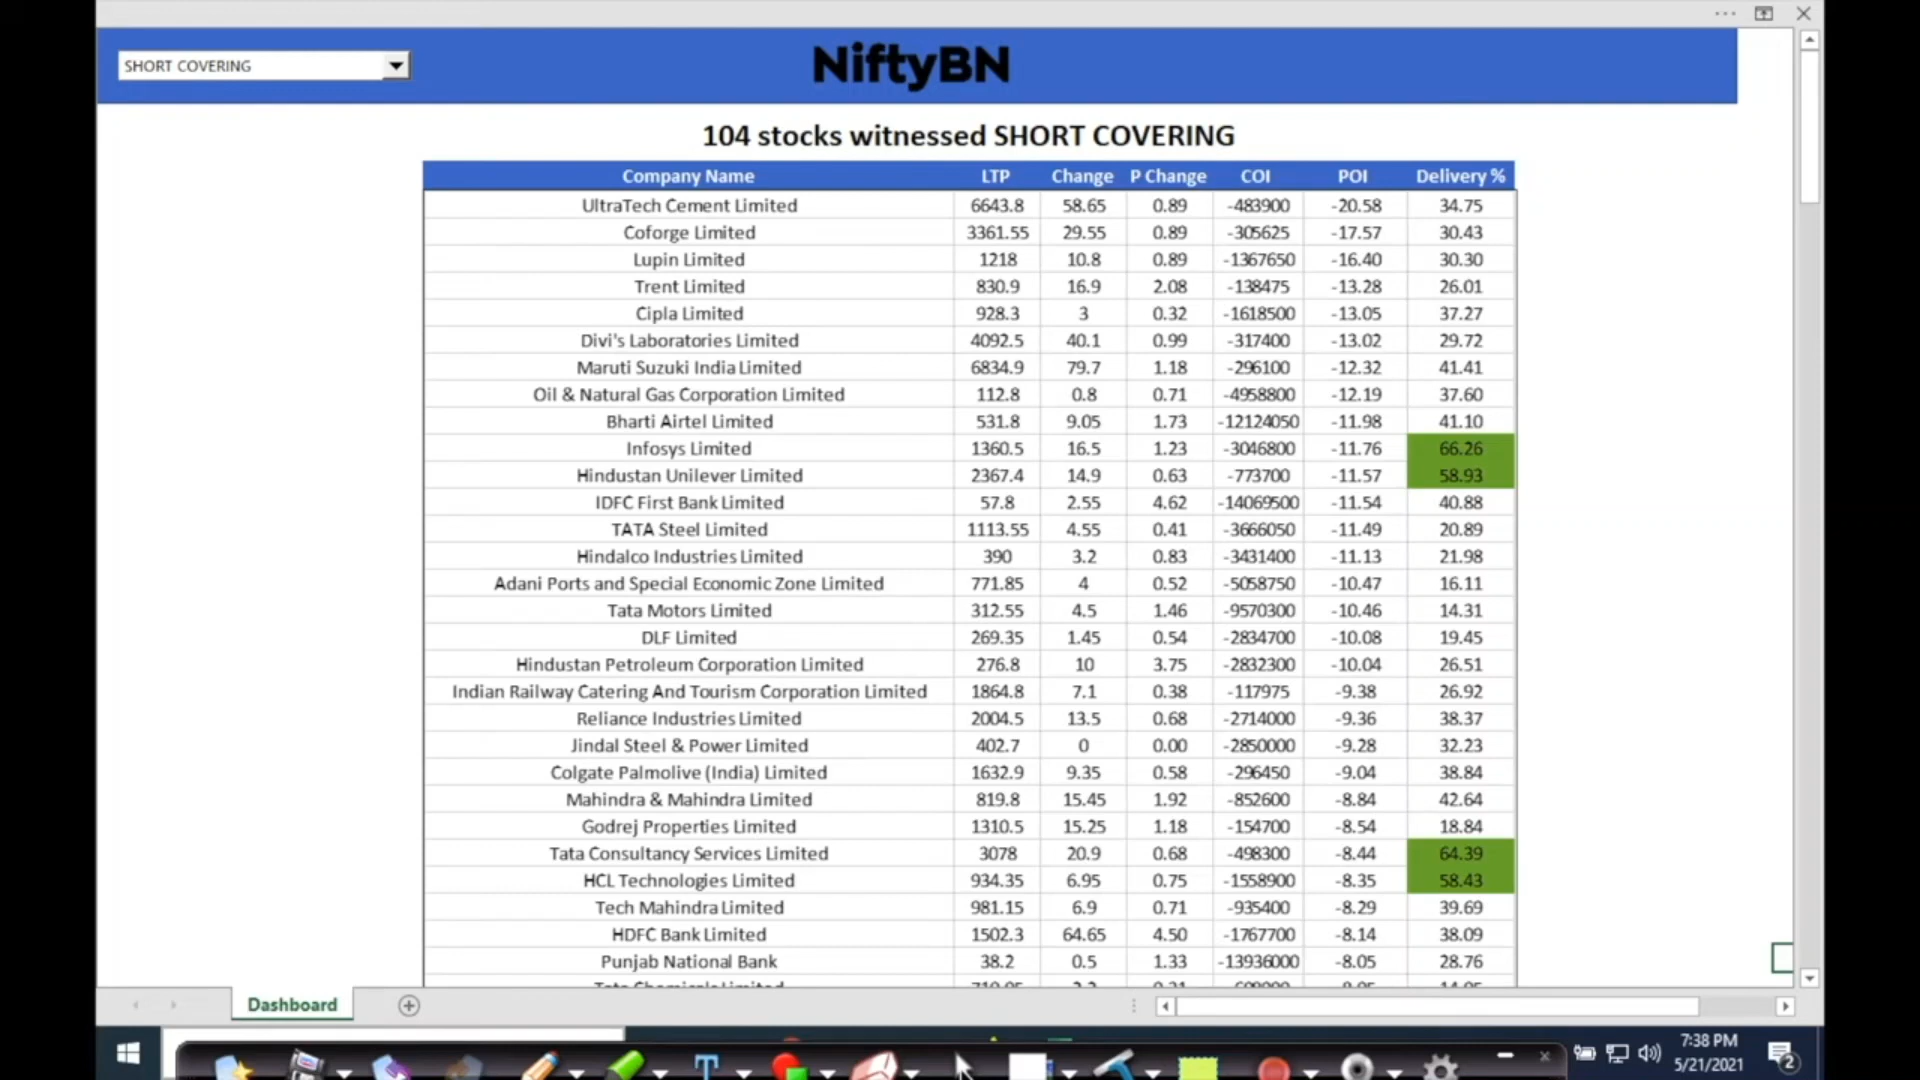 SHORT COVERING
NiftyBN
104 stocks witnessed SHORT COVERING
Company Name LTP Change P Change COI POI Delivery %
UltraTech Cement Limited 6643.8 58.65 0.89 -483900 -20.58 34.75
Coforge Limited 3361.55 29.55 0.89 -305625 -17.57 30.43
Lupin Limited 1218 10.8 0.89 -1367650 -16.40 30.30
Trent Limited 830.9 16.9 2.08 -138475 -13.28 26.01
Cipla Limited 928.3 3 0.32 -1618500 -13.05 37.27
Divi's Laboratories Limited 4092.5 40.1 0.99 -317400 -13.02 29.72
Maruti Suzuki India Limited 6834.9 79.7 1.18 -296100 -12.32 41.41
Oil & Natural Gas Corporation Limited 112.8 0.8 0.71 -4958800 -12.19 37.60
Bharti Airtel Limited 531.8 9.05 1.73 -12124050 -11.98 41.10
Infosys Limited 1360.5 16.5 1.23 -3046800 -11.76 66.26
Hindustan Unilever Limited 2367.4 14.9 0.63 -773700 -11.57 58.93
IDFC First Bank Limited 57.8 2.55 4.62 -14069500 -11.54 40.88
TATA Steel Limited 1113.55 4.55 0.41 -3666050 -11.49 20.89
Hindalco Industries Limited 390 3.2 0.83 -3431400 -11.13 21.98
Adani Ports and Special Economic Zone Limited 771.85 4 0.52 -5058750 -10.47 16.11
Tata Motors Limited 312.55 4.5 1.46 -9570300 -10.46 14.31
DLF Limited 269.35 1.45 0.54 -2834700 -10.08 19.45
Hindustan Petroleum Corporation Limited 276.8 10 3.75 -2832300 -10.04 26.51
Indian Railway Catering And Tourism Corporation Limited 1864.8 7.1 0.38 -117975 -9.38 26.92
Reliance Industries Limited 2004.5 13.5 0.68 -2714000 -9.36 38.37
Jindal Steel & Power Limited 402.7 0 0.00 -2850000 -9.28 32.23
Colgate Palmolive (India) Limited 1632.9 9.35 0.58 -296450 -9.04 38.84
Mahindra & Mahindra Limited 819.8 15.45 1.92 -852600 -8.84 42.64
Godrej Properties Limited 1310.5 15.25 1.18 -154700 -8.54 18.84
Tata Consultancy Services Limited 3078 20.9 0.68 -498300 -8.44 64.39
HCL Technologies Limited 934.35 6.95 0.75 -1558900 -8.35 58.43
Tech Mahindra Limited 981.15 6.9 0.71 -935400 -8.29 39.69
HDFC Bank Limited 1502.3 64.65 4.50 -1767700 -8.14 38.09
Punjab National Bank 38.2 0.5 1.33 -13936000 -8.05 28.76
Dashboard
7:38 PM
5/21/2021
2